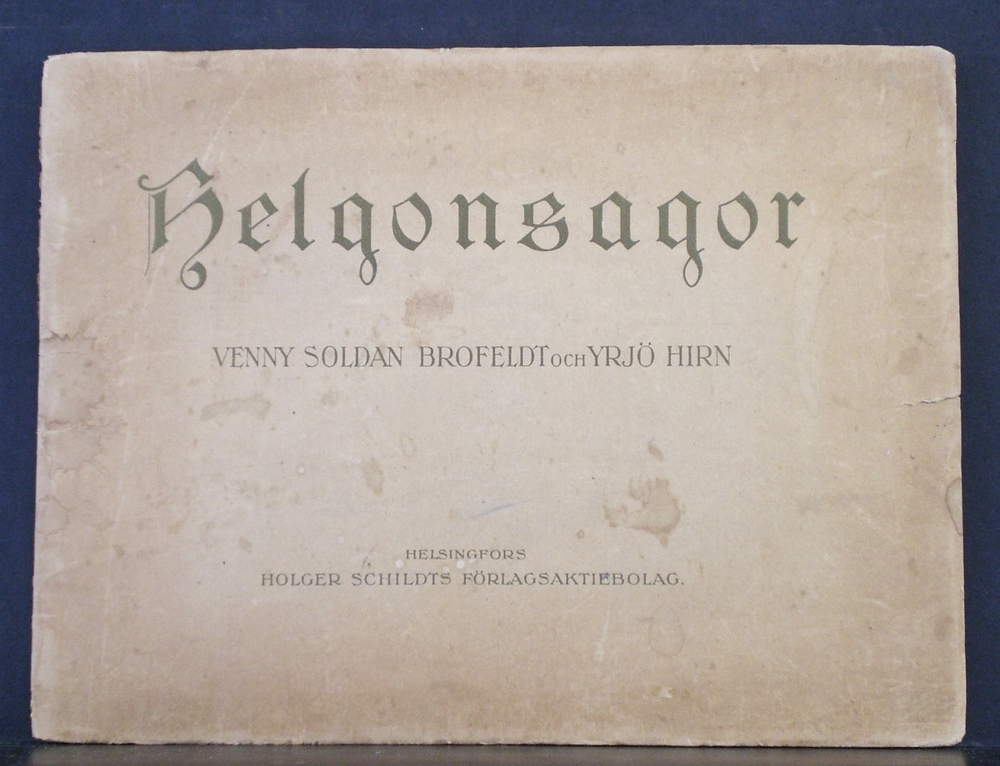 Helgonsagor
VENNY SOLDAN BROFELDT OCH YRJÖ HIRN
HELSINGFORS
HOLGER SCHILDTS FÖRLAGSAKTIEBOLAG.